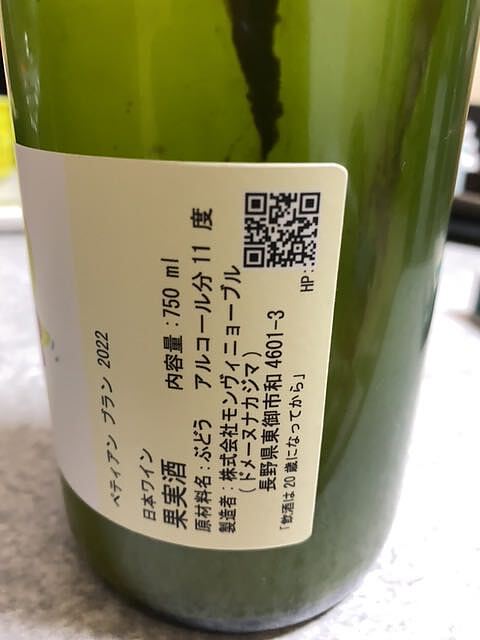 ペティアン ブラン 2022
日本ワイン
果実酒 内容量:750 ml
原材料名:ぶどう アルコール分 11 度
製造者:株式会社モンヴィニョーブル
(ドメーヌナカジマ)
長野県東御市和 4601-3
「飲酒は20歳になってから」
HP: